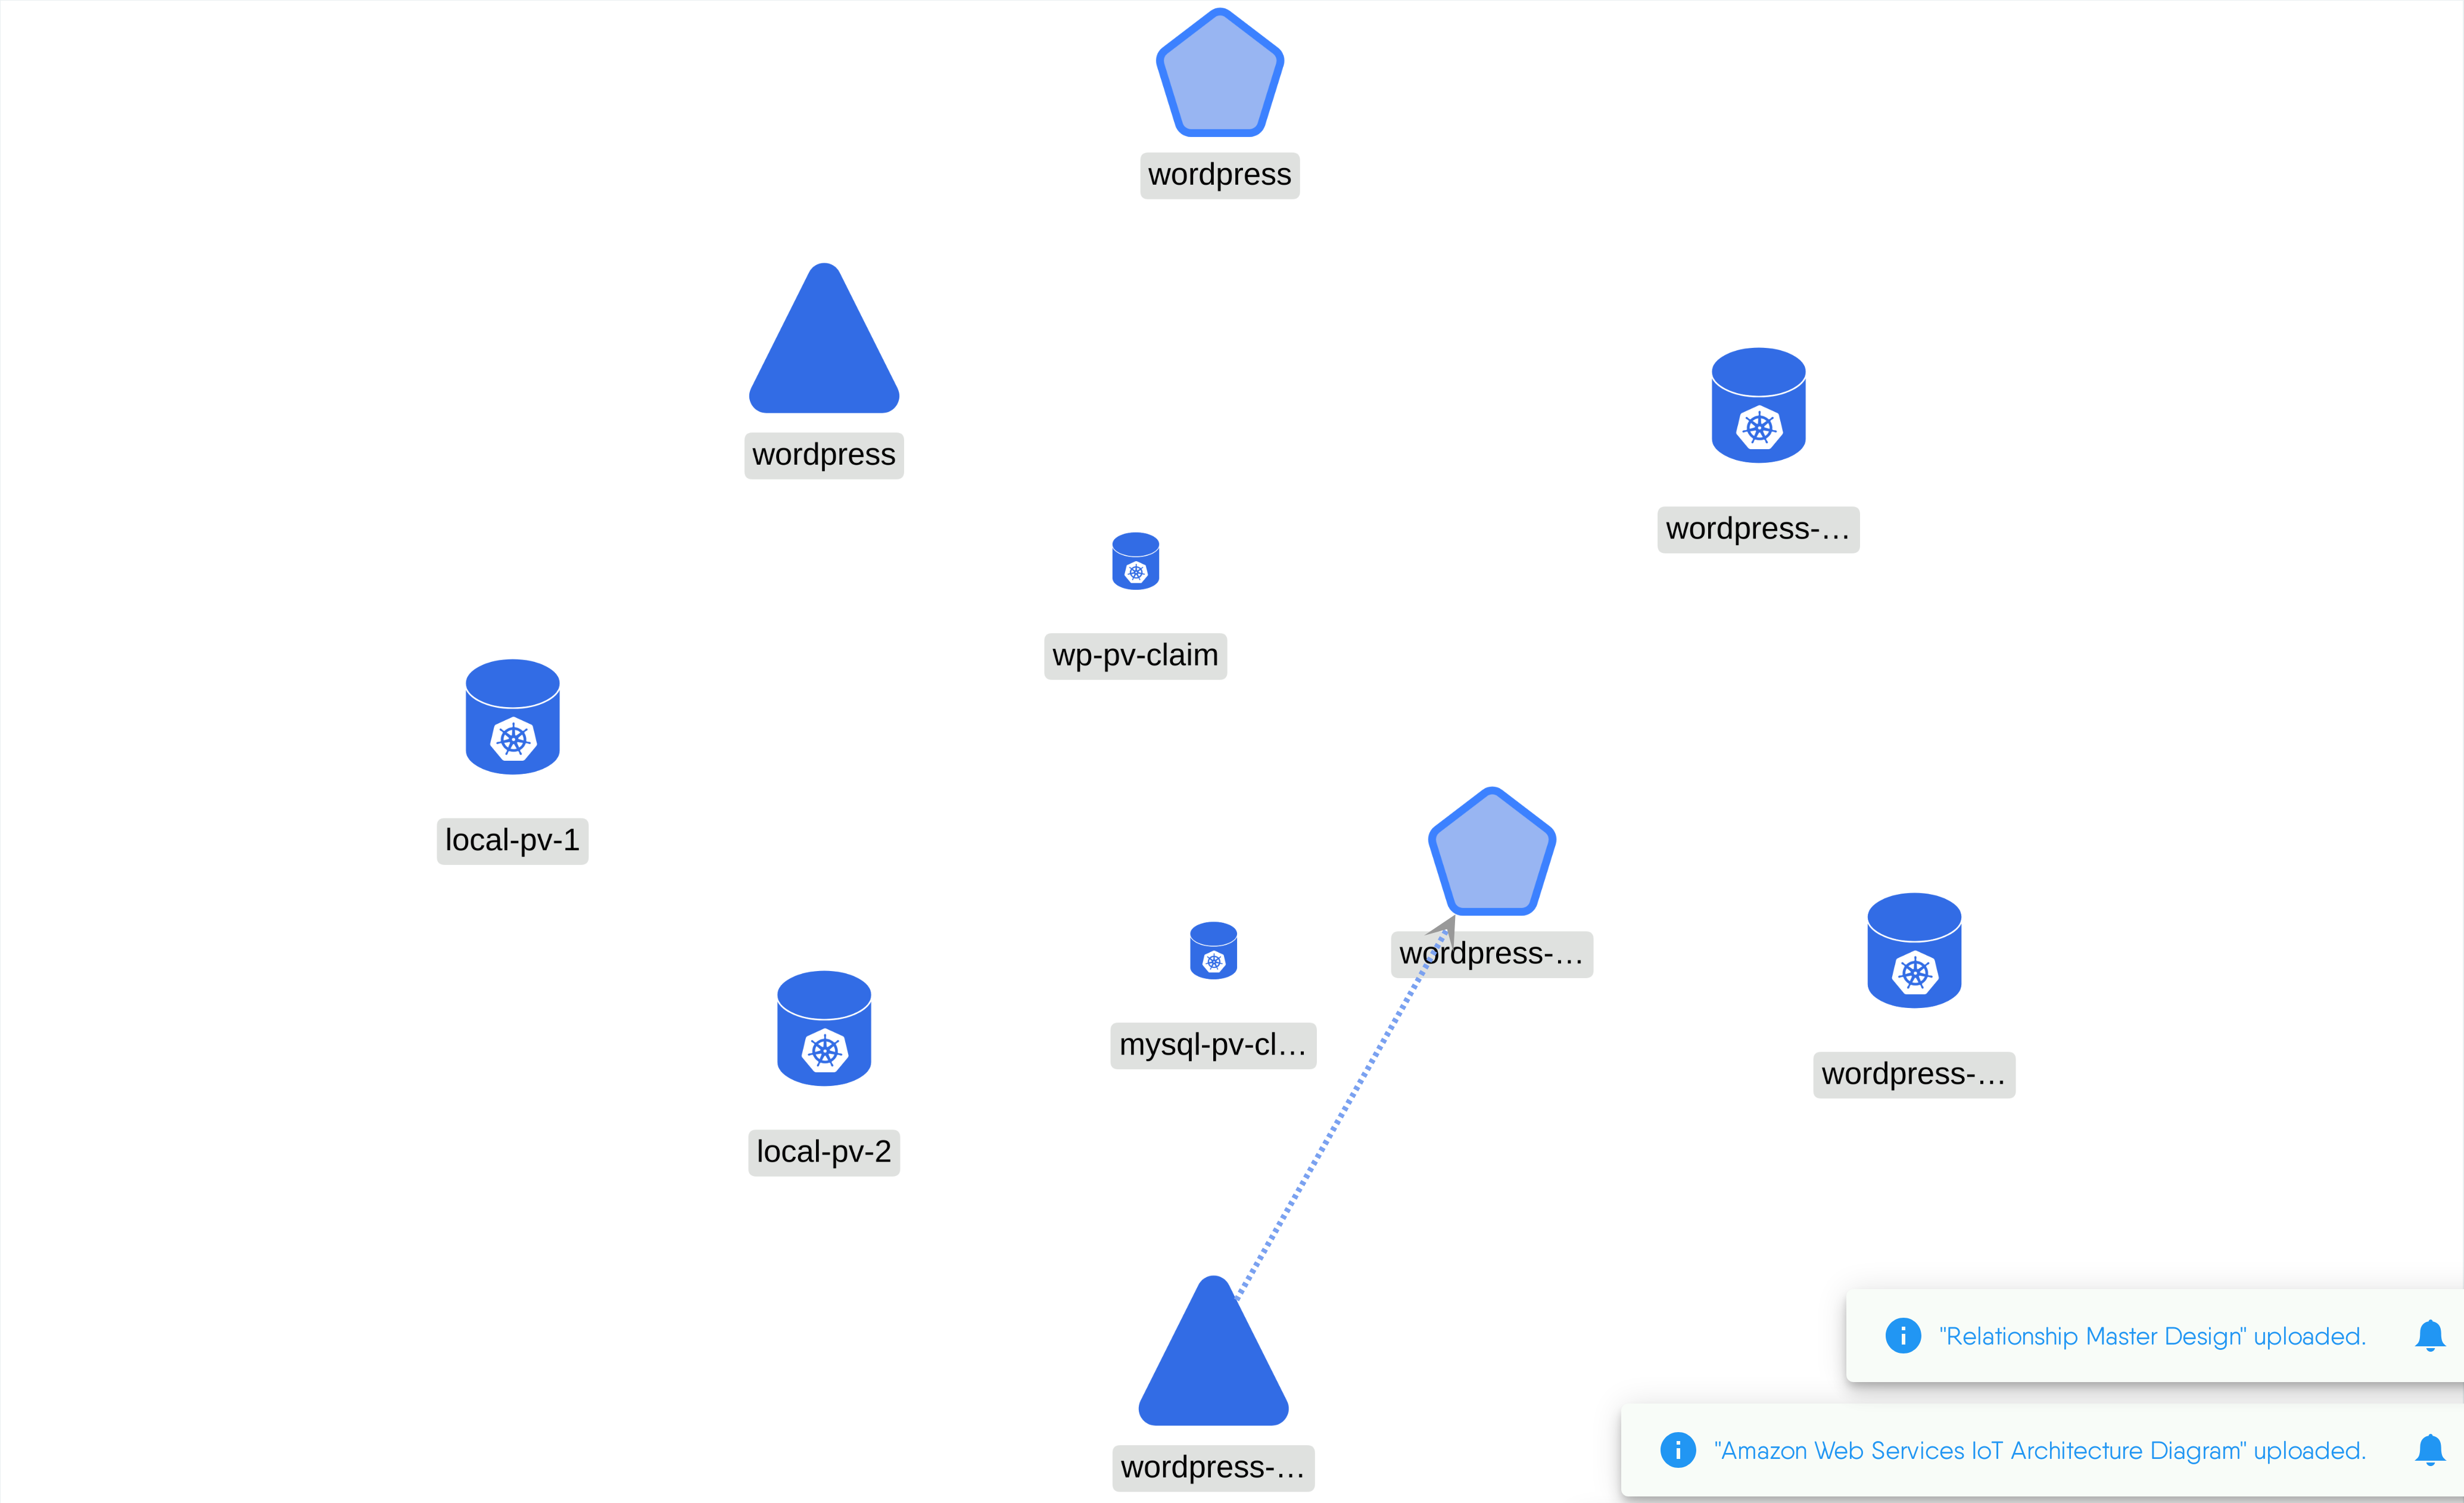 wordpress
wordpress
wordpress-…
wp-pv-claim
local-pv-1
wordpress-…
mysql-pv-cl…
wordpress-…
local-pv-2
"Relationship Master Design" uploaded.
"Amazon Web Services IoT Architecture Diagram" uploaded.
wordpress-…